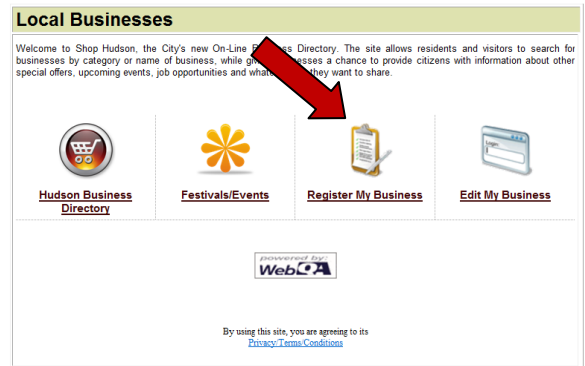 Local Businesses
Welcome to Shop Hudson, the City's new On-Line Business Directory. The site allows residents and visitors to search for
businesses by category or name of business, while businesses a chance to provide citizens with information about other
special offers, upcoming events, job opportunities and they want to share.
Hudson Business
Directory
Festivals/Events
Register My Business
Edit My Business
Login
powered by:
WebQA
By using this site, you are agreeing to its
Privacy/Terms/Conditions